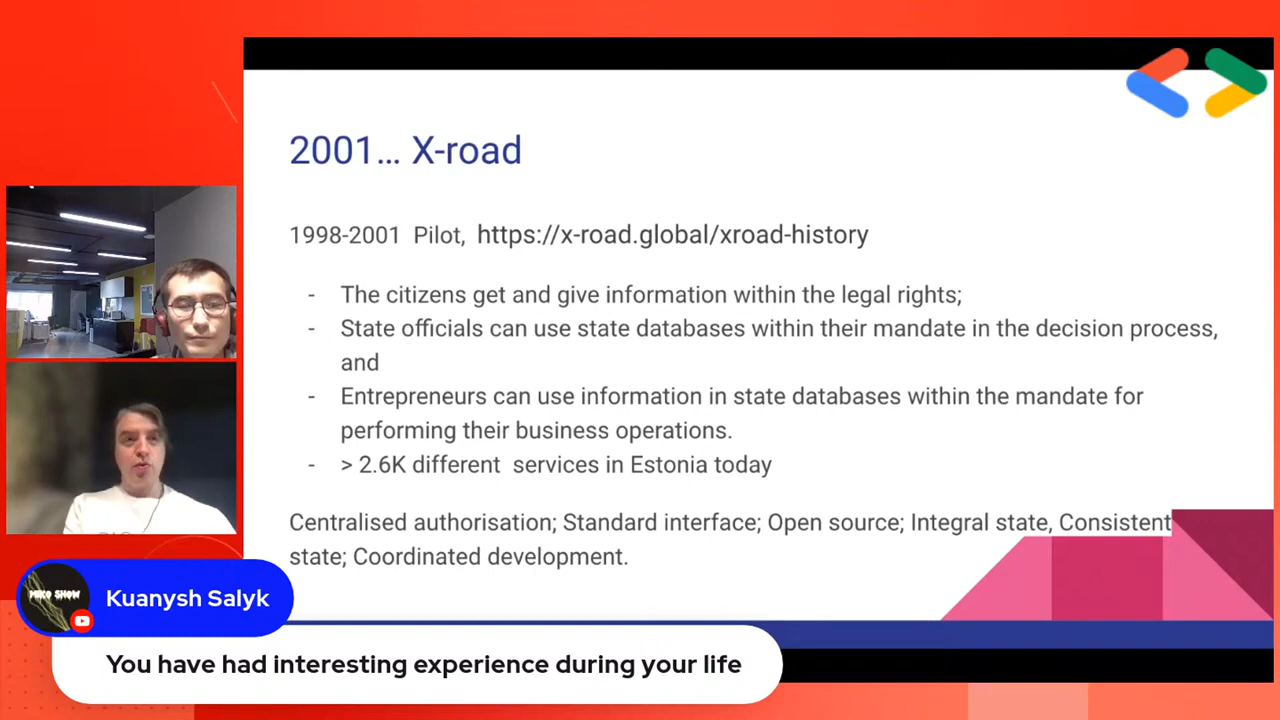 2001... X-road
1998-2001 Pilot, https://x-road.global/xroad-history
- The citizens get and give information within the legal rights;
- State officials can use state databases within their mandate in the decision process,
and
- Entrepreneurs can use information in state databases within the mandate for
performing their business operations.
- > 2.6K different services in Estonia today
Centralised authorisation; Standard interface; Open source; Integral state, Consistent
state; Coordinated development.
MIKO SHOW
Kuanysh Salyk
You have had interesting experience during your life